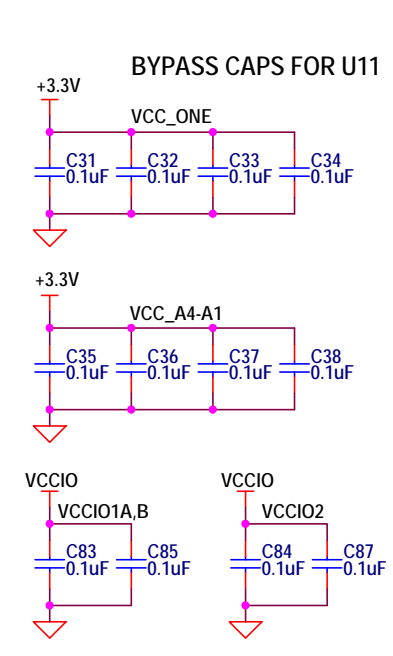 BYPASS CAPS FOR U11
+3.3V
VCC_ONE
C31 C32 C33 C34
0.1uF 0.1uF 0.1uF 0.1uF
+3.3V
VCC_A4-A1
C35 C36 C37 C38
0.1uF 0.1uF 0.1uF 0.1uF
VCCIO VCCIO
VCCIO1A,B VCCIO2
C83 C85 C84 C87
0.1uF 0.1uF 0.1uF 0.1uF